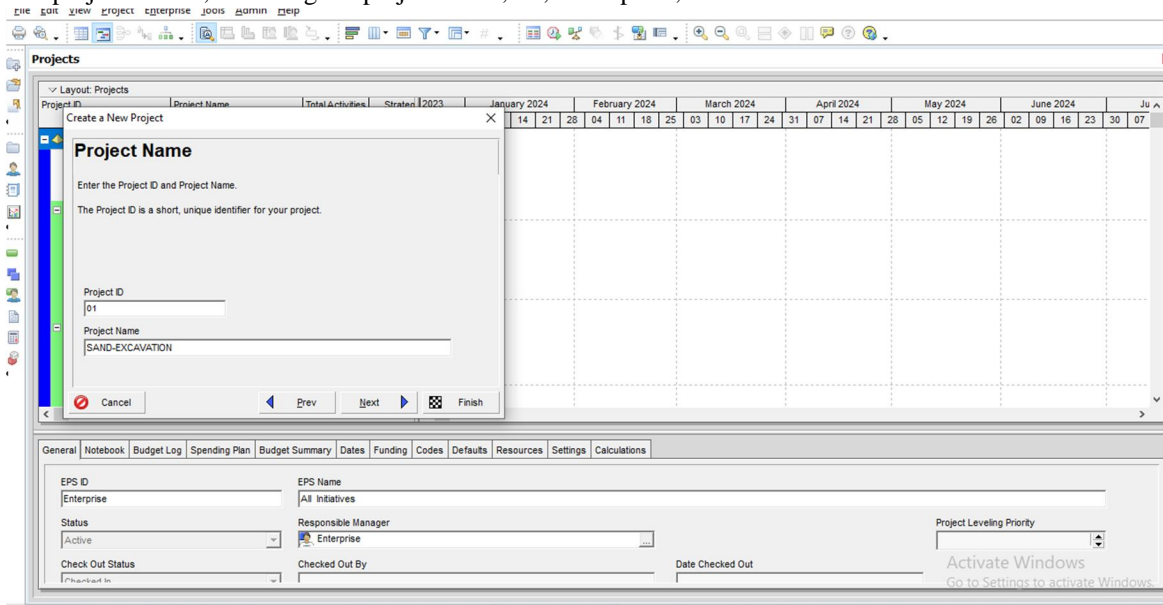 File Edit View Project Enterprise Tools Admin Help
Projects
Layout: Projects
Project ID Project Name Total Activities Strateg 2023 January 2024 February 2024 March 2024 April 2024 May 2024 June 2024 Ju
14 21 28 04 11 18 25 03 10 17 24 31 07 14 21 28 05 12 19 26 02 09 16 23 30 07
Create a New Project
Project Name
Enter the Project ID and Project Name.
The Project ID is a short, unique identifier for your project.
Project ID
01
Project Name
SAND-EXCAVATION
Cancel Prev Next Finish
General Notebook Budget Log Spending Plan Budget Summary Dates Funding Codes Defaults Resources Settings Calculations
EPS ID EPS Name
Enterprise All Initiatives
Status Responsible Manager Project Leveling Priority
Active Enterprise ...
Check Out Status Checked Out By Date Checked Out
Checked In
Activate Windows
Go to Settings to activate Windows.